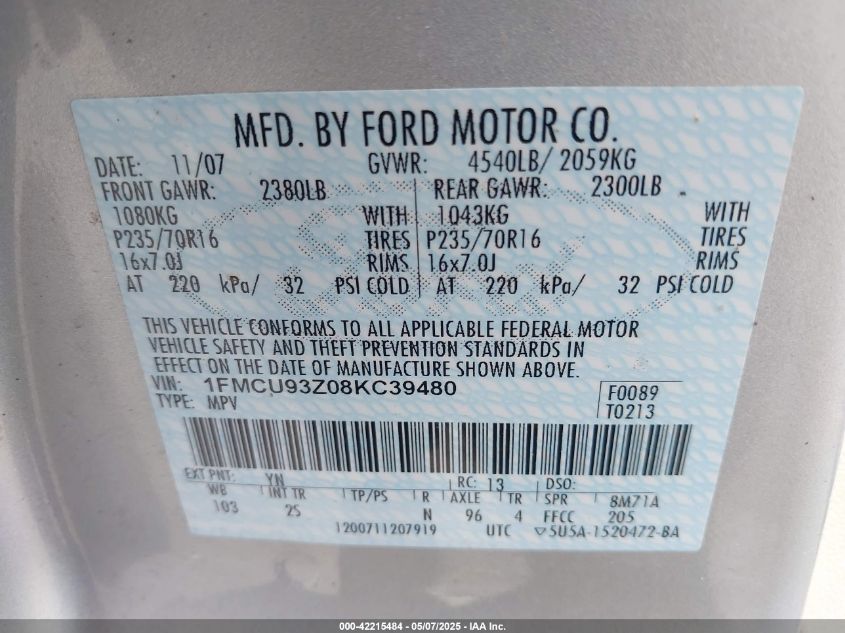 MFD. BY FORD MOTOR CO.
DATE: 11/07 GVWR: 4540LB/ 2059KG
FRONT GAWR: 2380LB REAR GAWR: 2300LB
1080KG WITH 1043KG WITH
P235/70R16 TIRES P235/70R16 TIRES
16x7.0J RIMS 16x7.0J RIMS
AT 220 kPa/ 32 PSI COLD AT 220 kPa/ 32 PSI COLD
THIS VEHICLE CONFORMS TO ALL APPLICABLE FEDERAL MOTOR
VEHICLE SAFETY AND THEFT PREVENTION STANDARDS IN
EFFECT ON THE DATE OF MANUFACTURE SHOWN ABOVE.
VIN: 1FMCU93Z08KC39480 F0089
TYPE: MPV T0213
EXT PNT: YN RC: 13 DSO:
WB INT TR TP/PS R AXLE TR SPR 8M71A
103 25 N 96 4 FFCC 205
1200711207919 UTC ▽5U5A-1520472-BA
000-42215484 - 05/07/2025 - IAA Inc.